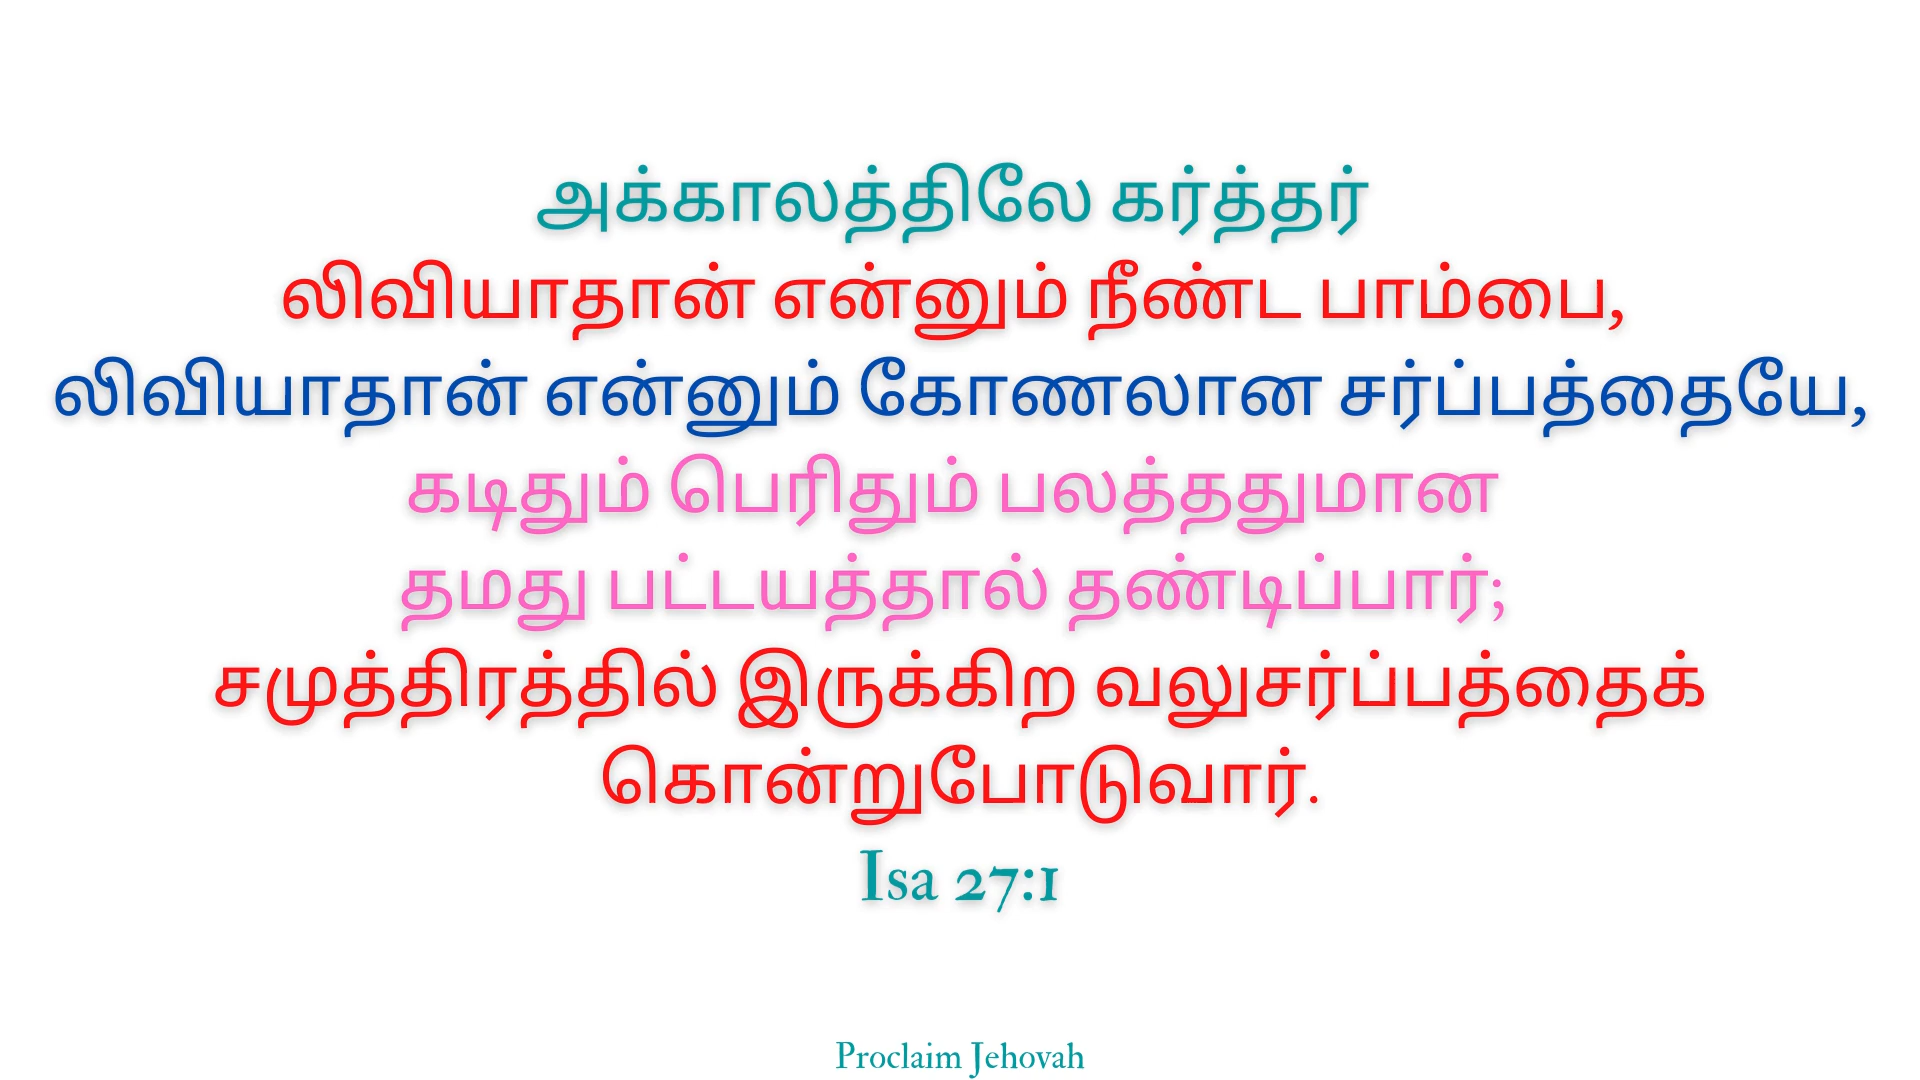 அக்காலத்திலே கர்த்தர்
லிவியாதான் என்னும் நீண்ட பாம்பை,
லிவியாதான் என்னும் கோணலான சர்ப்பத்தையே,
கடிதும் பெரிதும் பலத்ததுமான
தமது பட்டயத்தால் தண்டிப்பார்;
சமுத்திரத்தில் இருக்கிற வலுசர்ப்பத்தைக்
கொன்றுபோடுவார்.
Isa 27:1
Proclaim Jehovah